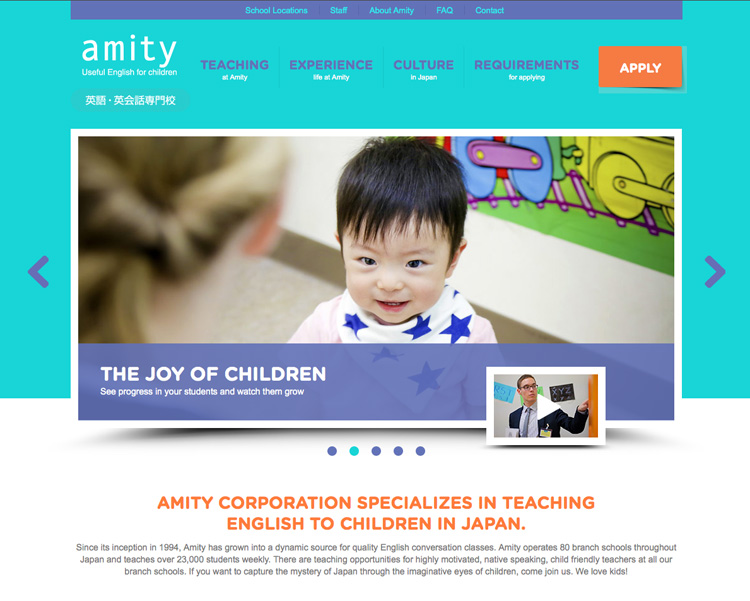 School Locations
Staff
About Amity
FAQ
Contact
amity
Useful English for children
英語・英会話専門校
TEACHING
at Amity
EXPERIENCE
life at Amity
CULTURE
in Japan
REQUIREMENTS
for applying
APPLY
THE JOY OF CHILDREN
See progress in your students and watch them grow
XYZ
AMITY CORPORATION SPECIALIZES IN TEACHING
ENGLISH TO CHILDREN IN JAPAN.
Since its inception in 1994, Amity has grown into a dynamic source for quality English conversation classes. Amity operates 80 branch schools throughout
Japan and teaches over 23,000 students weekly. There are teaching opportunities for highly motivated, native speaking, child friendly teachers at all our
branch schools. If you want to capture the mystery of Japan through the imaginative eyes of children, come join us. We love kids!